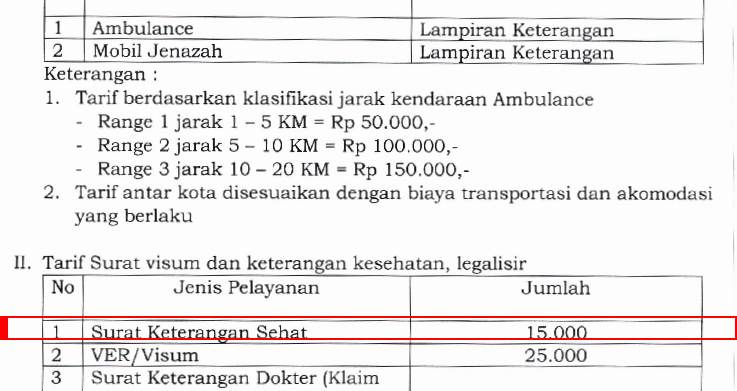 1 Ambulance Lampiran Keterangan
2 Mobil Jenazah Lampiran Keterangan
Keterangan :
1. Tarif berdasarkan klasifikasi jarak kendaraan Ambulance
- Range 1 jarak 1 – 5 KM = Rp 50.000,-
- Range 2 jarak 5 – 10 KM = Rp 100.000,-
- Range 3 jarak 10 – 20 KM = Rp 150.000,-
2. Tarif antar kota disesuaikan dengan biaya transportasi dan akomodasi
yang berlaku
II. Tarif Surat visum dan keterangan kesehatan, legalisir
No Jenis Pelayanan Jumlah
1 Surat Keterangan Sehat 15.000
2 VER/Visum 25.000
3 Surat Keterangan Dokter (Klaim